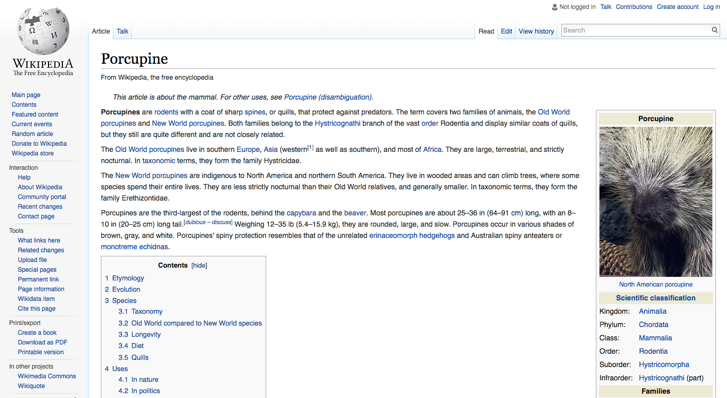 Not logged in Talk Contributions Create account Log in
Article Talk Read Edit View history Search
WIKIPEDIA
The Free Encyclopedia
Main page
Contents
Featured content
Current events
Random article
Donate to Wikipedia
Wikipedia store
Interaction
Help
About Wikipedia
Community portal
Recent changes
Contact page
Tools
What links here
Related changes
Upload file
Special pages
Permanent link
Page information
Wikidata item
Cite this page
Print/export
Create a book
Download as PDF
Printable version
In other projects
Wikimedia Commons
Wikiquote
Porcupine
From Wikipedia, the free encyclopedia
This article is about the mammal. For other uses, see Porcupine (disambiguation).
Porcupines are rodents with a coat of sharp spines, or quills, that protect against predators. The term covers two families of animals, the Old World
porcupines and New World porcupines. Both families belong to the Hystricognathi branch of the vast order Rodentia and display similar coats of quills,
but they still are quite different and are not closely related.
The Old World porcupines live in southern Europe, Asia (western[1] as well as southern), and most of Africa. They are large, terrestrial, and strictly
nocturnal. In taxonomic terms, they form the family Hystricidae.
The New World porcupines are indigenous to North America and northern South America. They live in wooded areas and can climb trees, where some
species spend their entire lives. They are less strictly nocturnal than their Old World relatives, and generally smaller. In taxonomic terms, they form the
family Erethizontidae.
Porcupines are the third-largest of the rodents, behind the capybara and the beaver. Most porcupines are about 25–36 in (64–91 cm) long, with an 8–
10 in (20–25 cm) long tail.[dubious – discuss] Weighing 12–35 lb (5.4–15.9 kg), they are rounded, large, and slow. Porcupines occur in various shades of
brown, gray, and white. Porcupines' spiny protection resembles that of the unrelated erinaceomorph hedgehogs and Australian spiny anteaters or
monotreme echidnas.
Contents [hide]
1 Etymology
2 Evolution
3 Species
3.1 Taxonomy
3.2 Old World compared to New World species
3.3 Longevity
3.4 Diet
3.5 Quills
4 Uses
4.1 In nature
4.2 In politics
Porcupine
North American porcupine
Scientific classification
Kingdom: Animalia
Phylum: Chordata
Class: Mammalia
Order: Rodentia
Suborder: Hystricomorpha
Infraorder: Hystricognathi (part)
Families